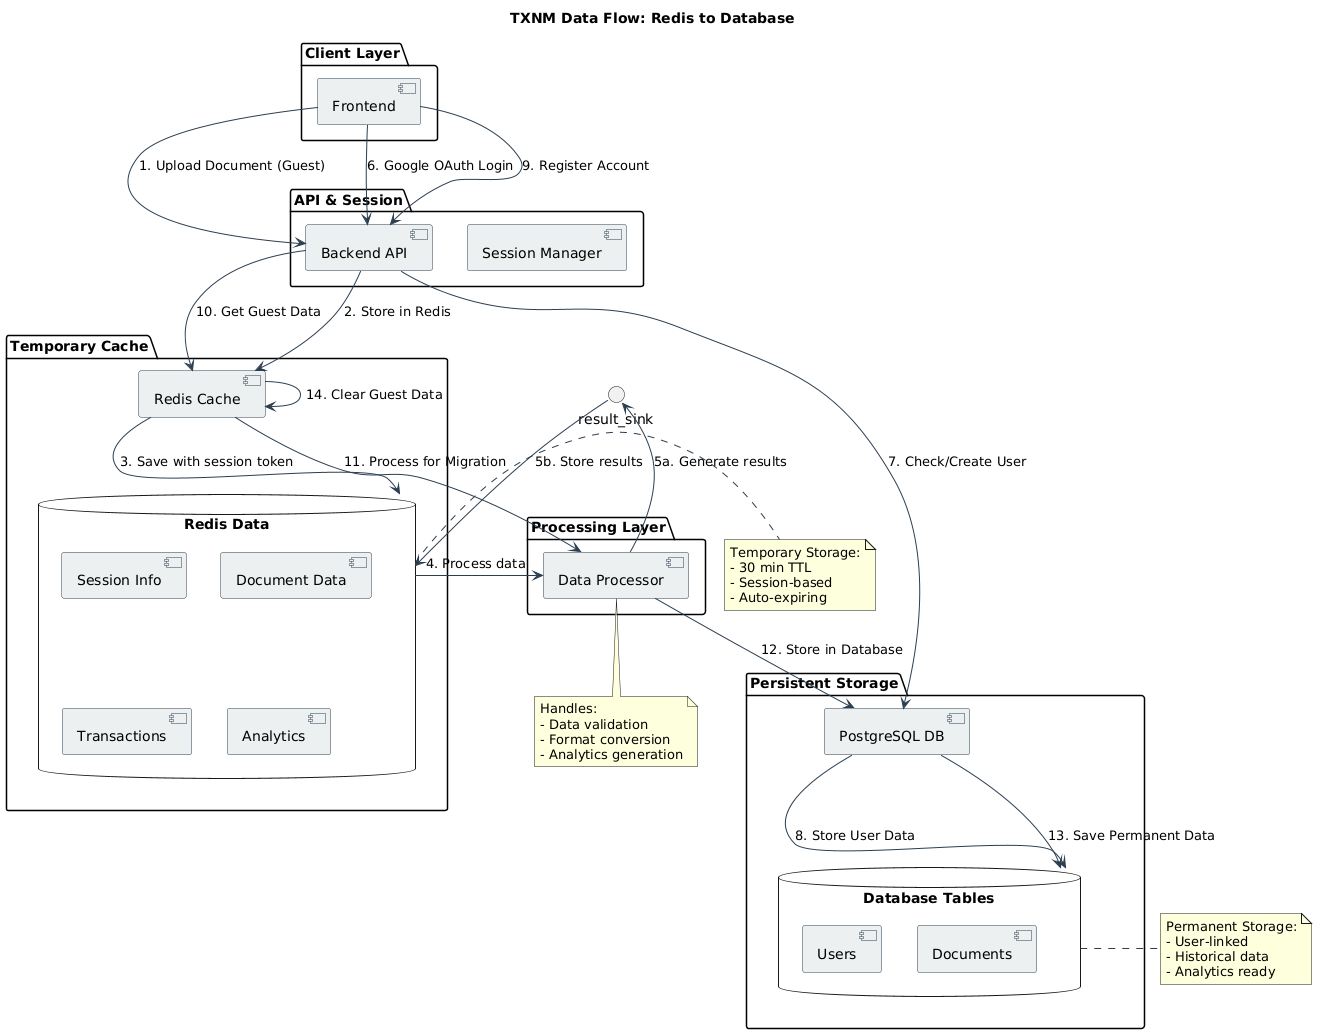 TXNM Data Flow: Redis to Database
Client Layer
Frontend
1. Upload Document (Guest)
6. Google OAuth Login
9. Register Account
API & Session
Backend API
Session Manager
10. Get Guest Data
2. Store in Redis
Temporary Cache
Redis Cache
14. Clear Guest Data
result_sink
3. Save with session token
11. Process for Migration
5b. Store results
5a. Generate results
7. Check/Create User
Redis Data
Session Info
Document Data
4. Process data
Processing Layer
Data Processor
Temporary Storage:
- 30 min TTL
- Session-based
- Auto-expiring
12. Store in Database
Transactions
Analytics
Handles:
- Data validation
- Format conversion
- Analytics generation
Persistent Storage
PostgreSQL DB
8. Store User Data
13. Save Permanent Data
Database Tables
Users
Documents
Permanent Storage:
- User-linked
- Historical data
- Analytics ready